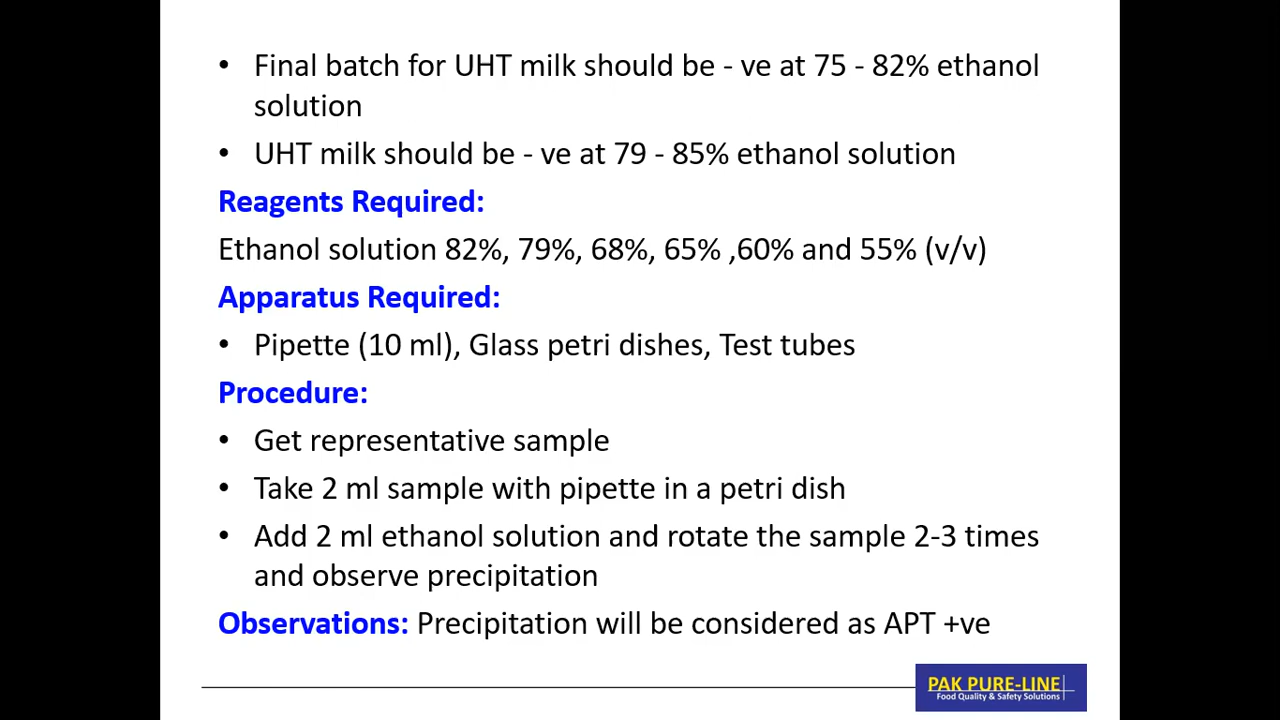 • Final batch for UHT milk should be - ve at 75 - 82% ethanol
solution
• UHT milk should be - ve at 79 - 85% ethanol solution
Reagents Required:
Ethanol solution 82%, 79%, 68%, 65% ,60% and 55% (v/v)
Apparatus Required:
• Pipette (10 ml), Glass petri dishes, Test tubes
Procedure:
• Get representative sample
• Take 2 ml sample with pipette in a petri dish
• Add 2 ml ethanol solution and rotate the sample 2-3 times
and observe precipitation
Observations: Precipitation will be considered as APT +ve
PAK PURE-LINE
Food Quality & Safety Solutions